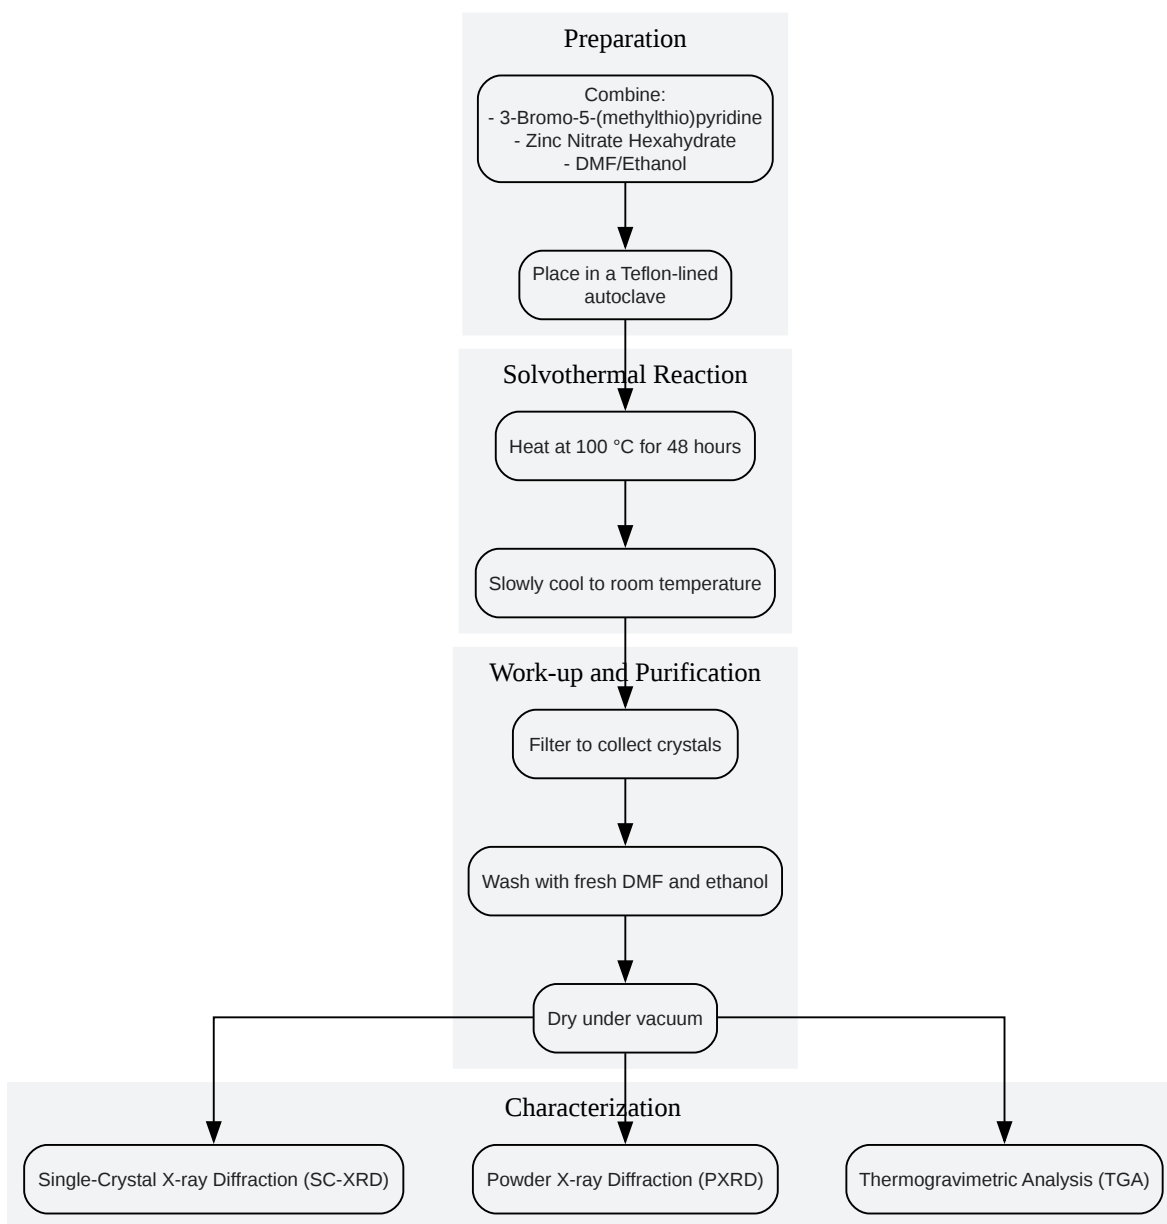 Preparation
Combine:
- 3-Bromo-5-(methylthio)pyridine
- Zinc Nitrate Hexahydrate
- DMF/Ethanol
Place in a Teflon-lined
autoclave
Solvothermal Reaction
Heat at 100 °C for 48 hours
Slowly cool to room temperature
Work-up and Purification
Filter to collect crystals
Wash with fresh DMF and ethanol
Dry under vacuum
Characterization
Single-Crystal X-ray Diffraction (SC-XRD)
Powder X-ray Diffraction (PXRD)
Thermogravimetric Analysis (TGA)